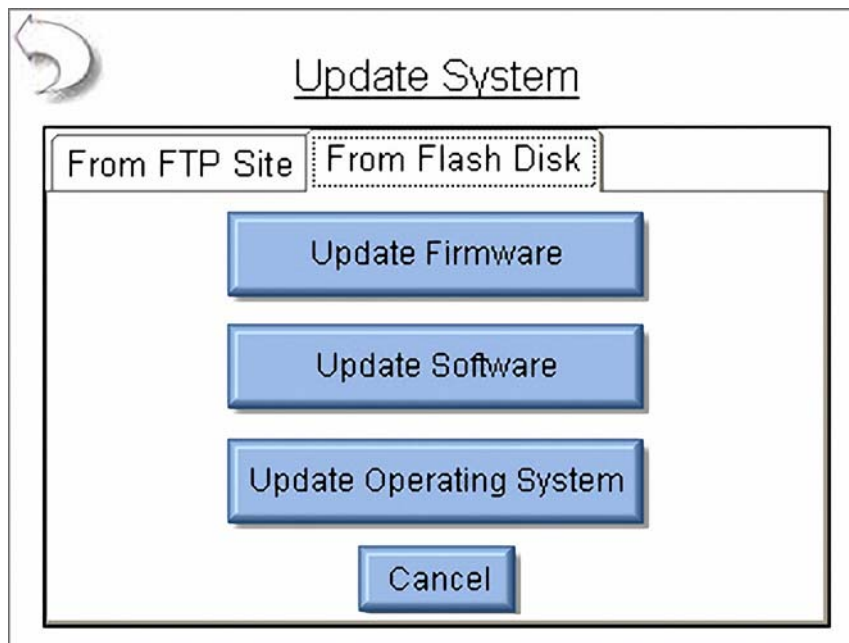 Update System
From FTP Site
From Flash Disk
Update Firmware
Update Software
Update Operating System
Cancel